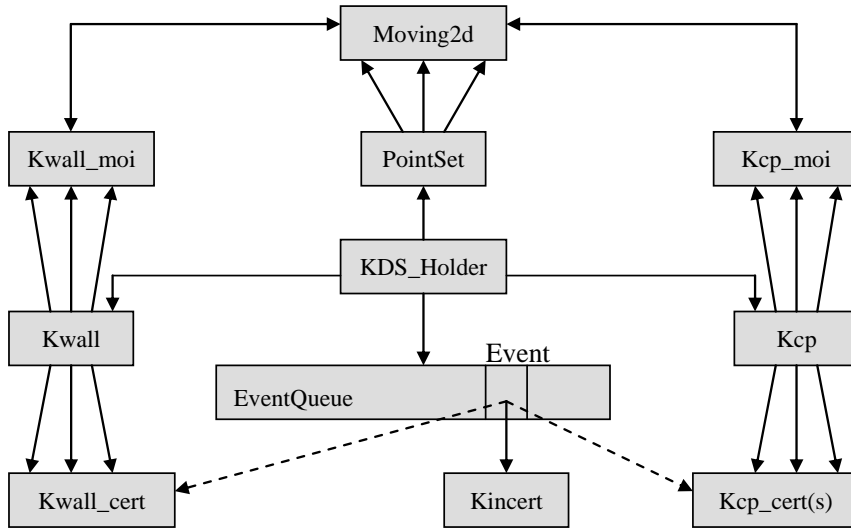 Moving2d
Kwall_moi
PointSet
Kcp_moi
KDS_Holder
Kwall
Kcp
Event
EventQueue
Kwall_cert
Kincert
Kcp_cert(s)